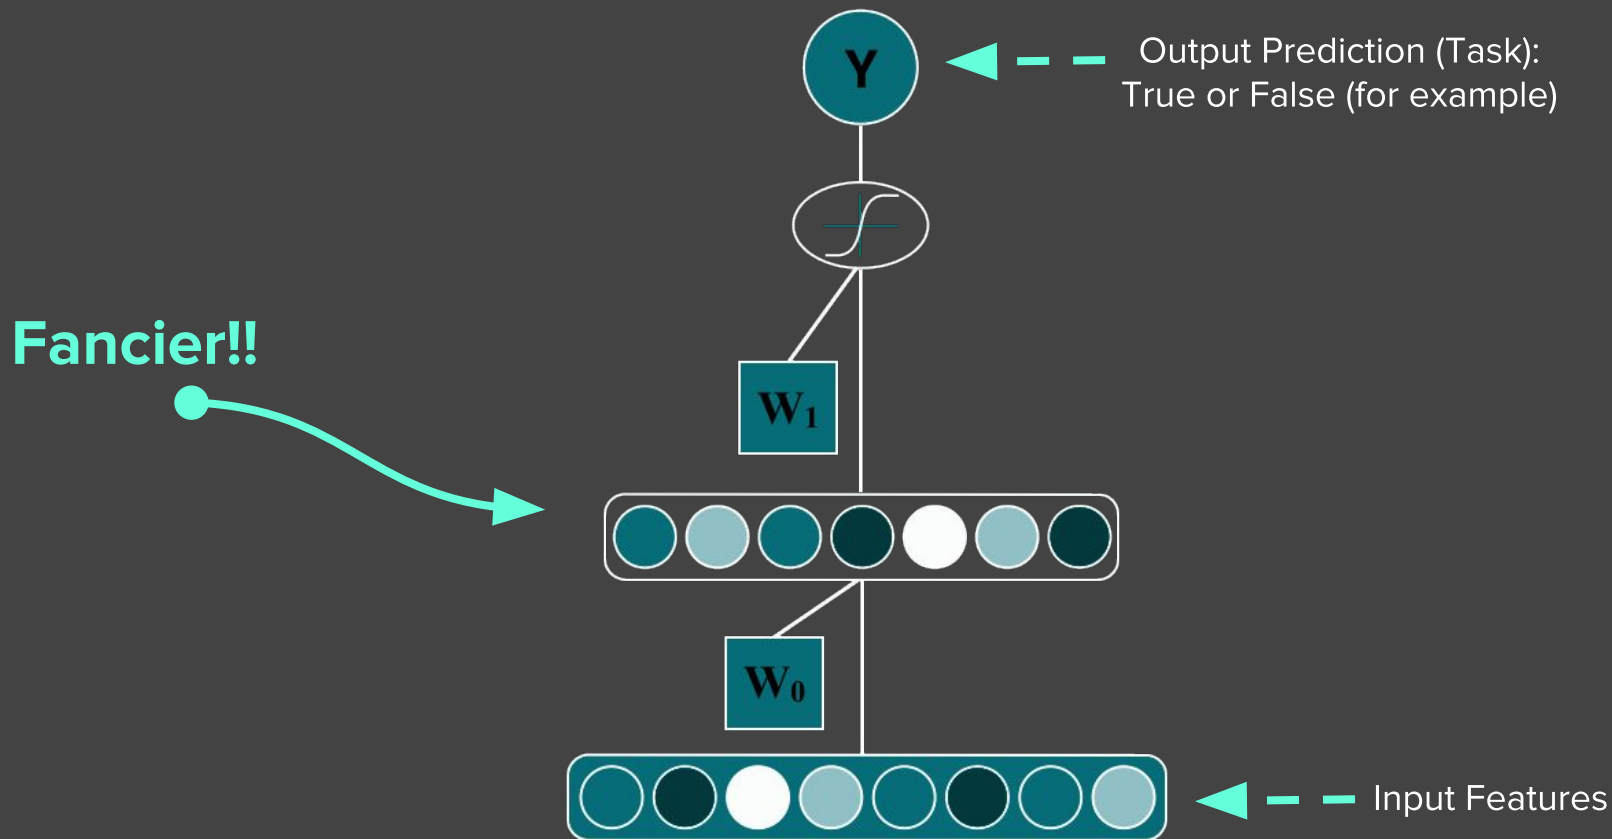 Y
Output Prediction (Task):
True or False (for example)
Fancier!!
W₁
W₀
Input Features